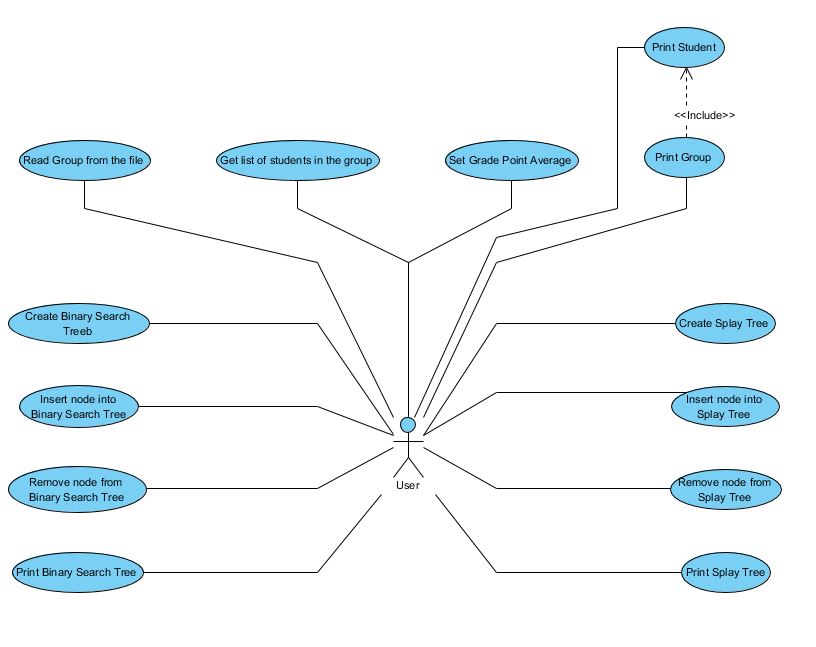 Print Student
<<Include>>
Read Group from the file
Get list of students in the group
Set Grade Point Average
Print Group
Create Binary Search
Treeb
Create Splay Tree
Insert node into
Binary Search Tree
Insert node into
Splay Tree
Remove node from
Binary Search Tree
Remove node from
Splay Tree
User
Print Binary Search Tree
Print Splay Tree